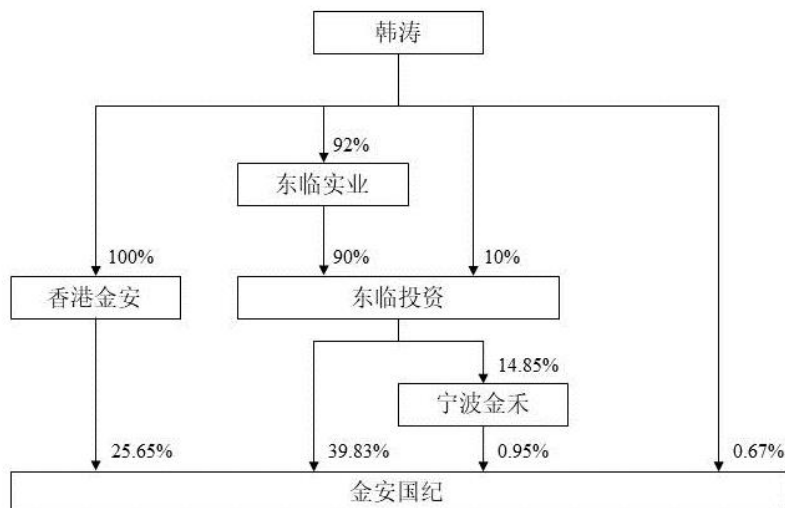 韩涛
92%
东临实业
100%
90%
10%
香港金安
东临投资
14.85%
宁波金禾
25.65%
39.83%
0.95%
0.67%
金安国纪